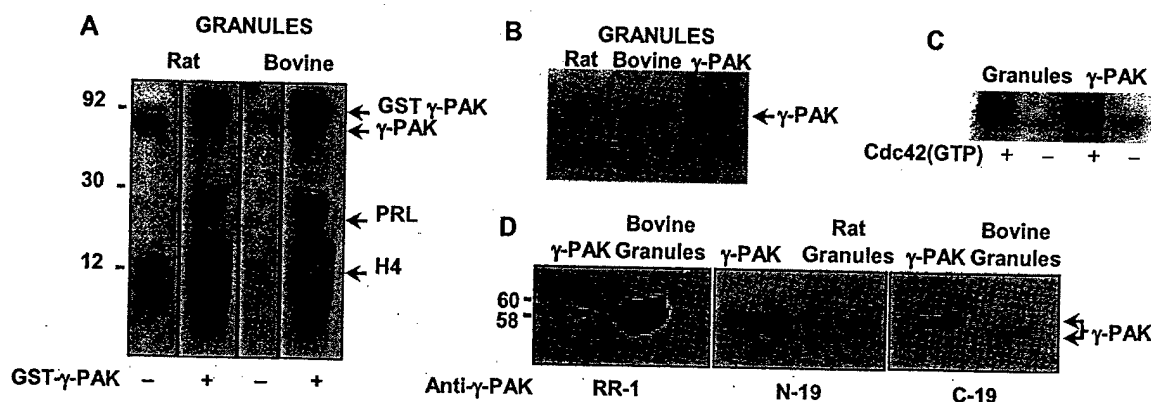 A
GRANULES
Rat Bovine
92
30
12
GST γ-PAK
γ-PAK
PRL
H4
GST-γ-PAK – + – +
B
GRANULES
Rat Bovine γ-PAK
γ-PAK
C
Granules γ-PAK
Cdc42(GTP) + – + –
D
Bovine Rat Bovine
γ-PAK Granules γ-PAK Granules γ-PAK Granules
60
58
γ-PAK
Anti-γ-PAK RR-1 N-19 C-19